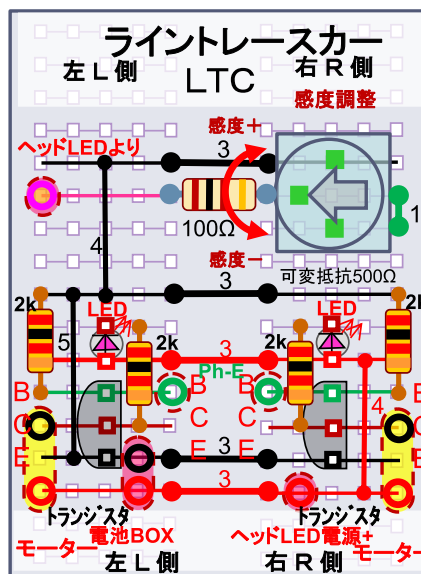 ライントレースカー
左L側 LTC 右R側
感度調整
感度+
ヘッドLEDより
3
100Ω
1
4
感度-
3
可変抵抗500Ω
2k LED LED 2k
5 2k 2k
3
Ph-E
B B B B
4
C C C C
E E 3 E E
3
トランジスタ トランジスタ
モーター 電池BOX ヘッドLED電源+ モーター
左L側 右R側